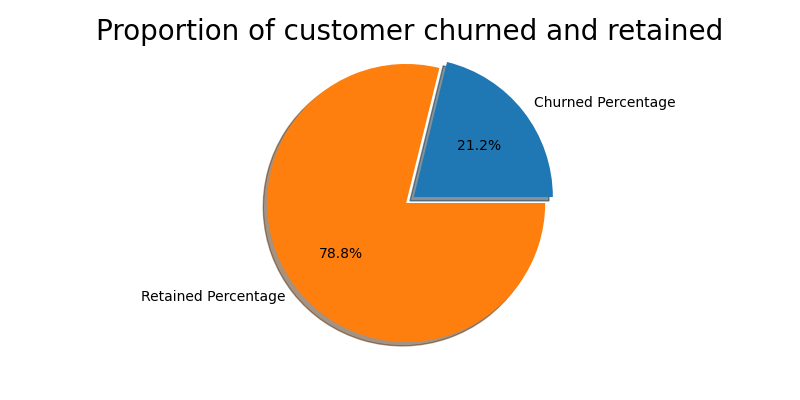 Proportion of customer churned and retained
Churned Percentage
21.2%
78.8%
Retained Percentage